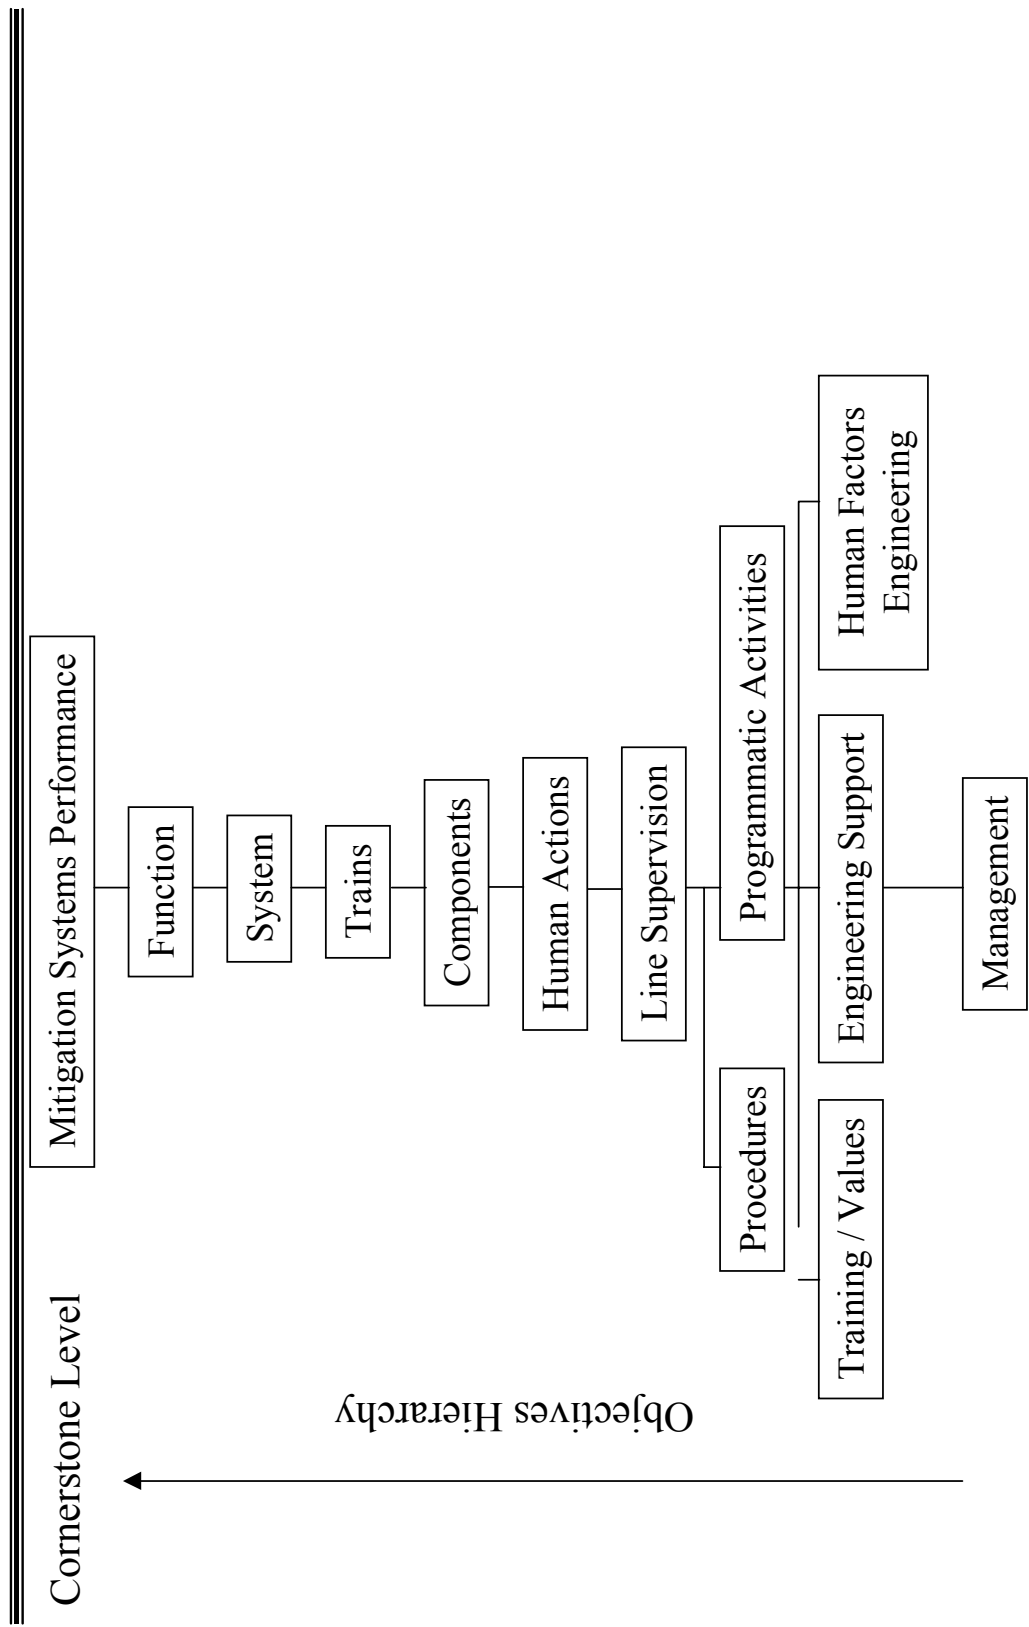 Cornerstone Level
Mitigation Systems Performance
Function
System
Trains
Components
Human Actions
Line Supervision
Procedures
Programmatic Activities
Training / Values
Engineering Support
Human Factors
Engineering
Management
Objectives Hierarchy